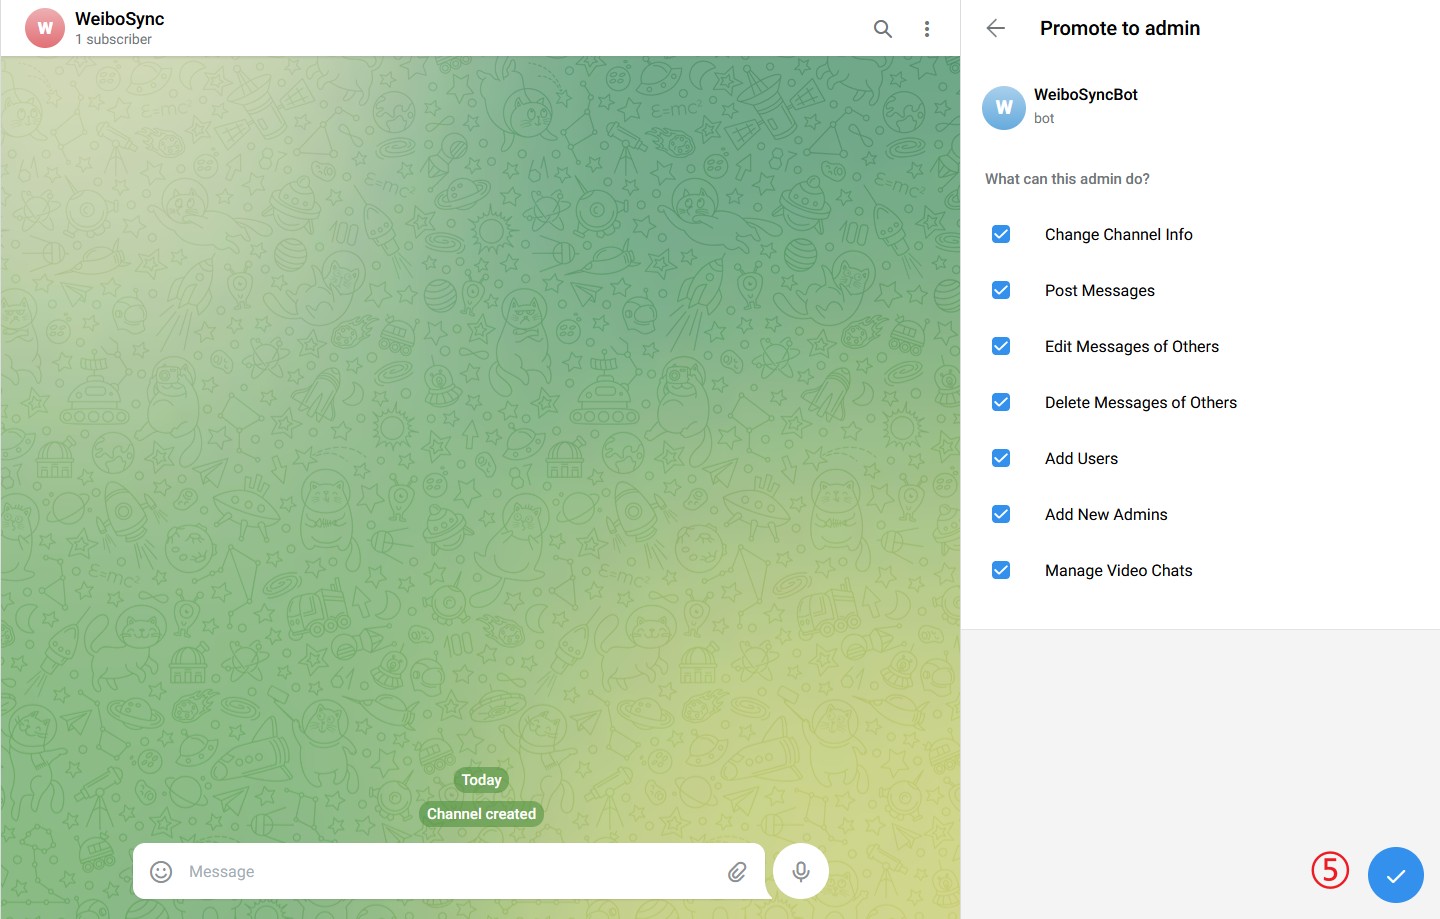 W
WeiboSync
1 subscriber
Today
Channel created
Message
Promote to admin
W
WeiboSyncBot
bot
What can this admin do?
Change Channel Info
Post Messages
Edit Messages of Others
Delete Messages of Others
Add Users
Add New Admins
Manage Video Chats
⑤